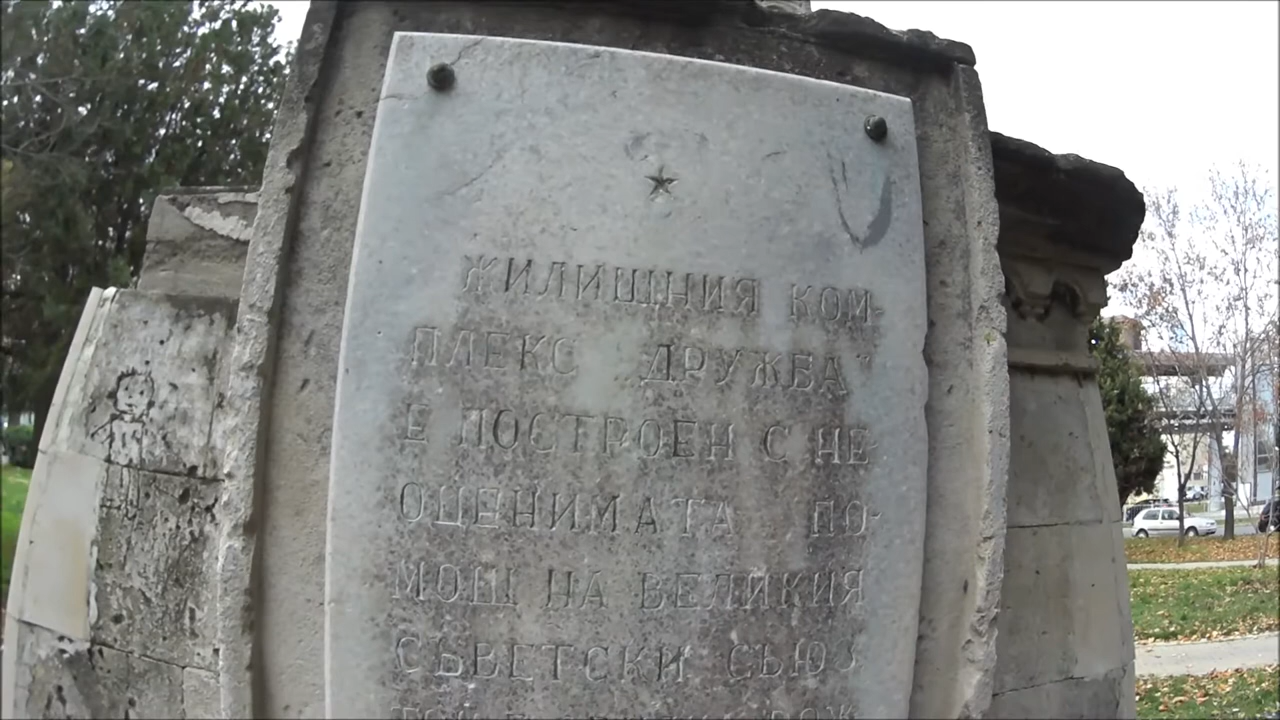 ЖИЛИЩНИЯ КОМ-
ПЛЕКС ДРУЖБА"
Е ПОСТРОЕН С НЕ-
ОЦЕНИМАТА ПО-
МОЩ НА ВЕЛИКИЯ
СЪВЕТСКИ СЪЮЗ